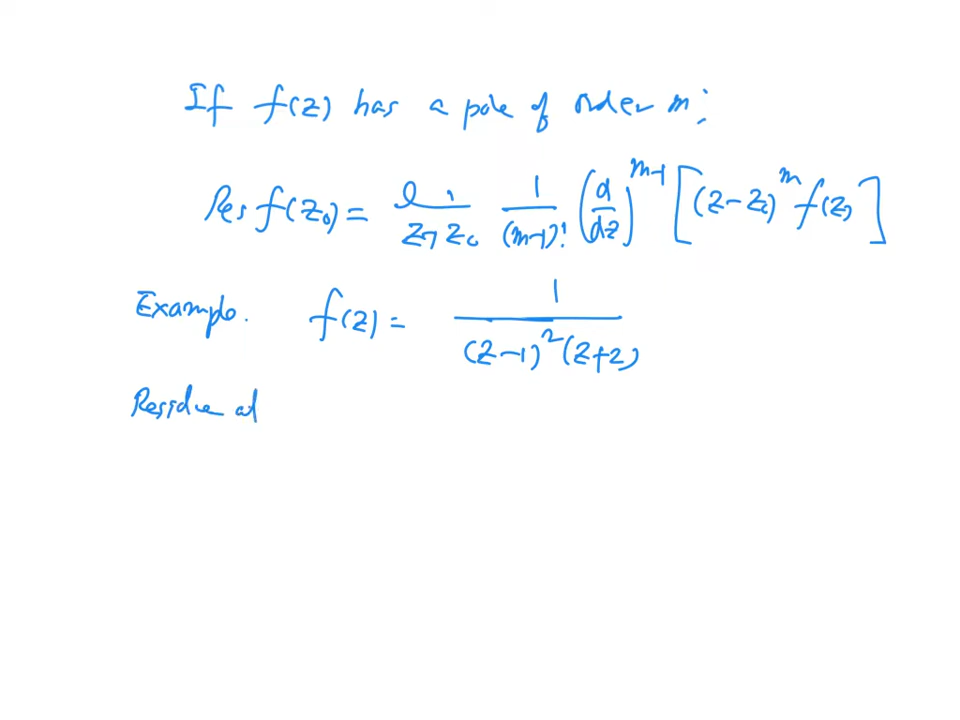 If f(z) has a pole of order m:
Res f(z₀) = lim z→z₀ 1/(m-1)! (d/dz)^(m-1) [(z-z₀)^m f(z)]
Example. f(z) = 1/((z-1)^2(z+2))
Residue at